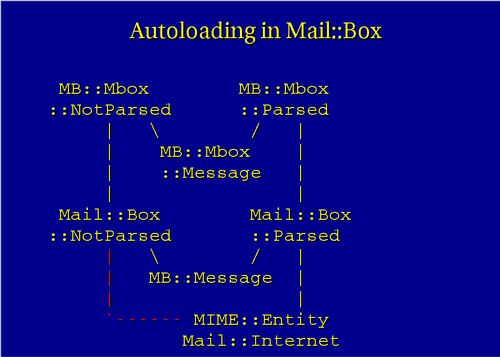 Autoloading in Mail::Box
MB::Mbox MB::Mbox
::NotParsed ::Parsed
| \ / |
| MB::Mbox |
| ::Message |
| |
Mail::Box Mail::Box
::NotParsed ::Parsed
| \ / |
| MB::Message |
| |
`------ MIME::Entity
Mail::Internet